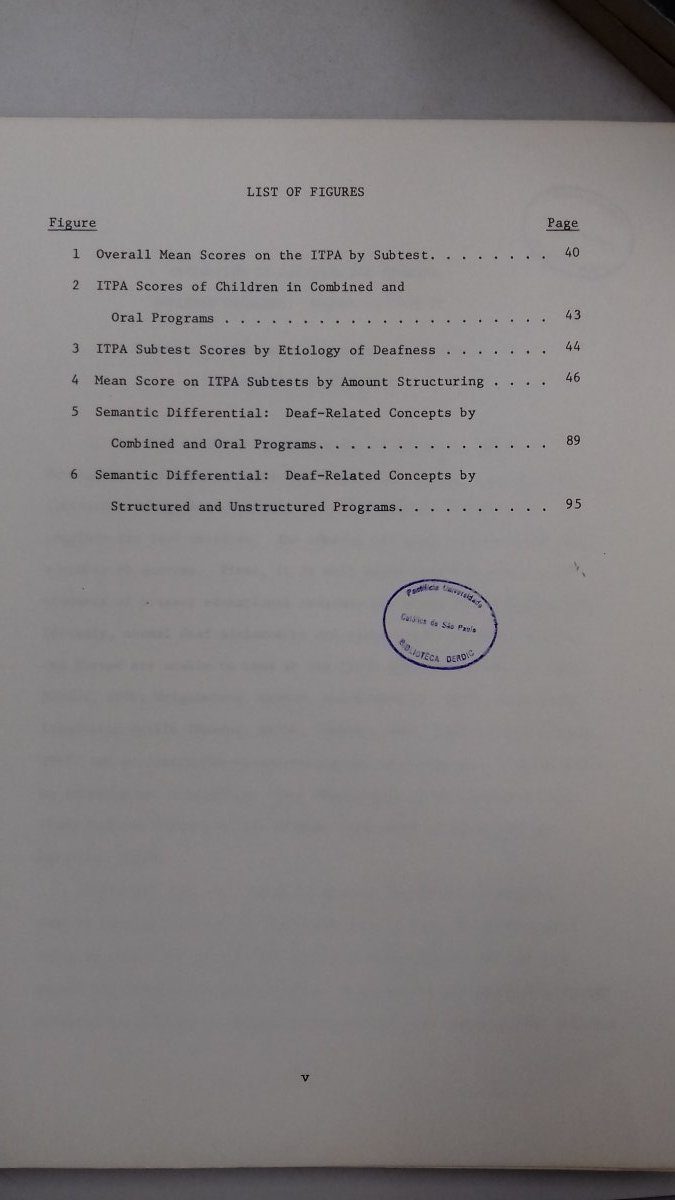 LIST OF FIGURES
Figure Page
1 Overall Mean Scores on the ITPA by Subtest. . . . . . . . 40
2 ITPA Scores of Children in Combined and
Oral Programs . . . . . . . . . . . . . . . . . . . . . 43
3 ITPA Subtest Scores by Etiology of Deafness . . . . . . . 44
4 Mean Score on ITPA Subtests by Amount Structuring . . . . 46
5 Semantic Differential: Deaf-Related Concepts by
Combined and Oral Programs. . . . . . . . . . . . . . . 89
6 Semantic Differential: Deaf-Related Concepts by
Structured and Unstructured Programs. . . . . . . . . . 95
Pontifícia Universidade
Católica de São Paulo
BIBLIOTECA DERDIC
v